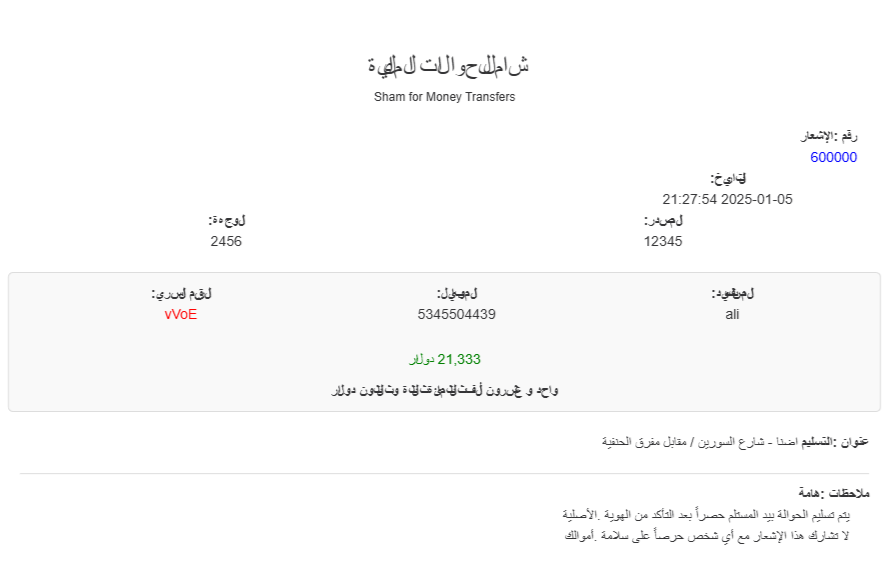 شام للحوالات المالية
Sham for Money Transfers
رقم الإشعار:
600000
التاريخ:
2025-01-05 21:27:54
المصدر:
12345
الوجهة:
2456
المستفيد:
ali
الموبايل:
5345504439
الرقم السري:
vVoE
21,333 دولار
واحد و عشرون ألف ثلاثمائة ثلاثة وثلاثون دولار
عنوان التسليم: اضنا - شارع السورين / مقابل مفرق الحنفية
ملاحظات هامة:
يتم تسليم الحوالة بيد المستلم حصراً بعد التأكد من الهوية الأصلية.
لا تشارك هذا الإشعار مع أي شخص حرصاً على سلامة أموالك.